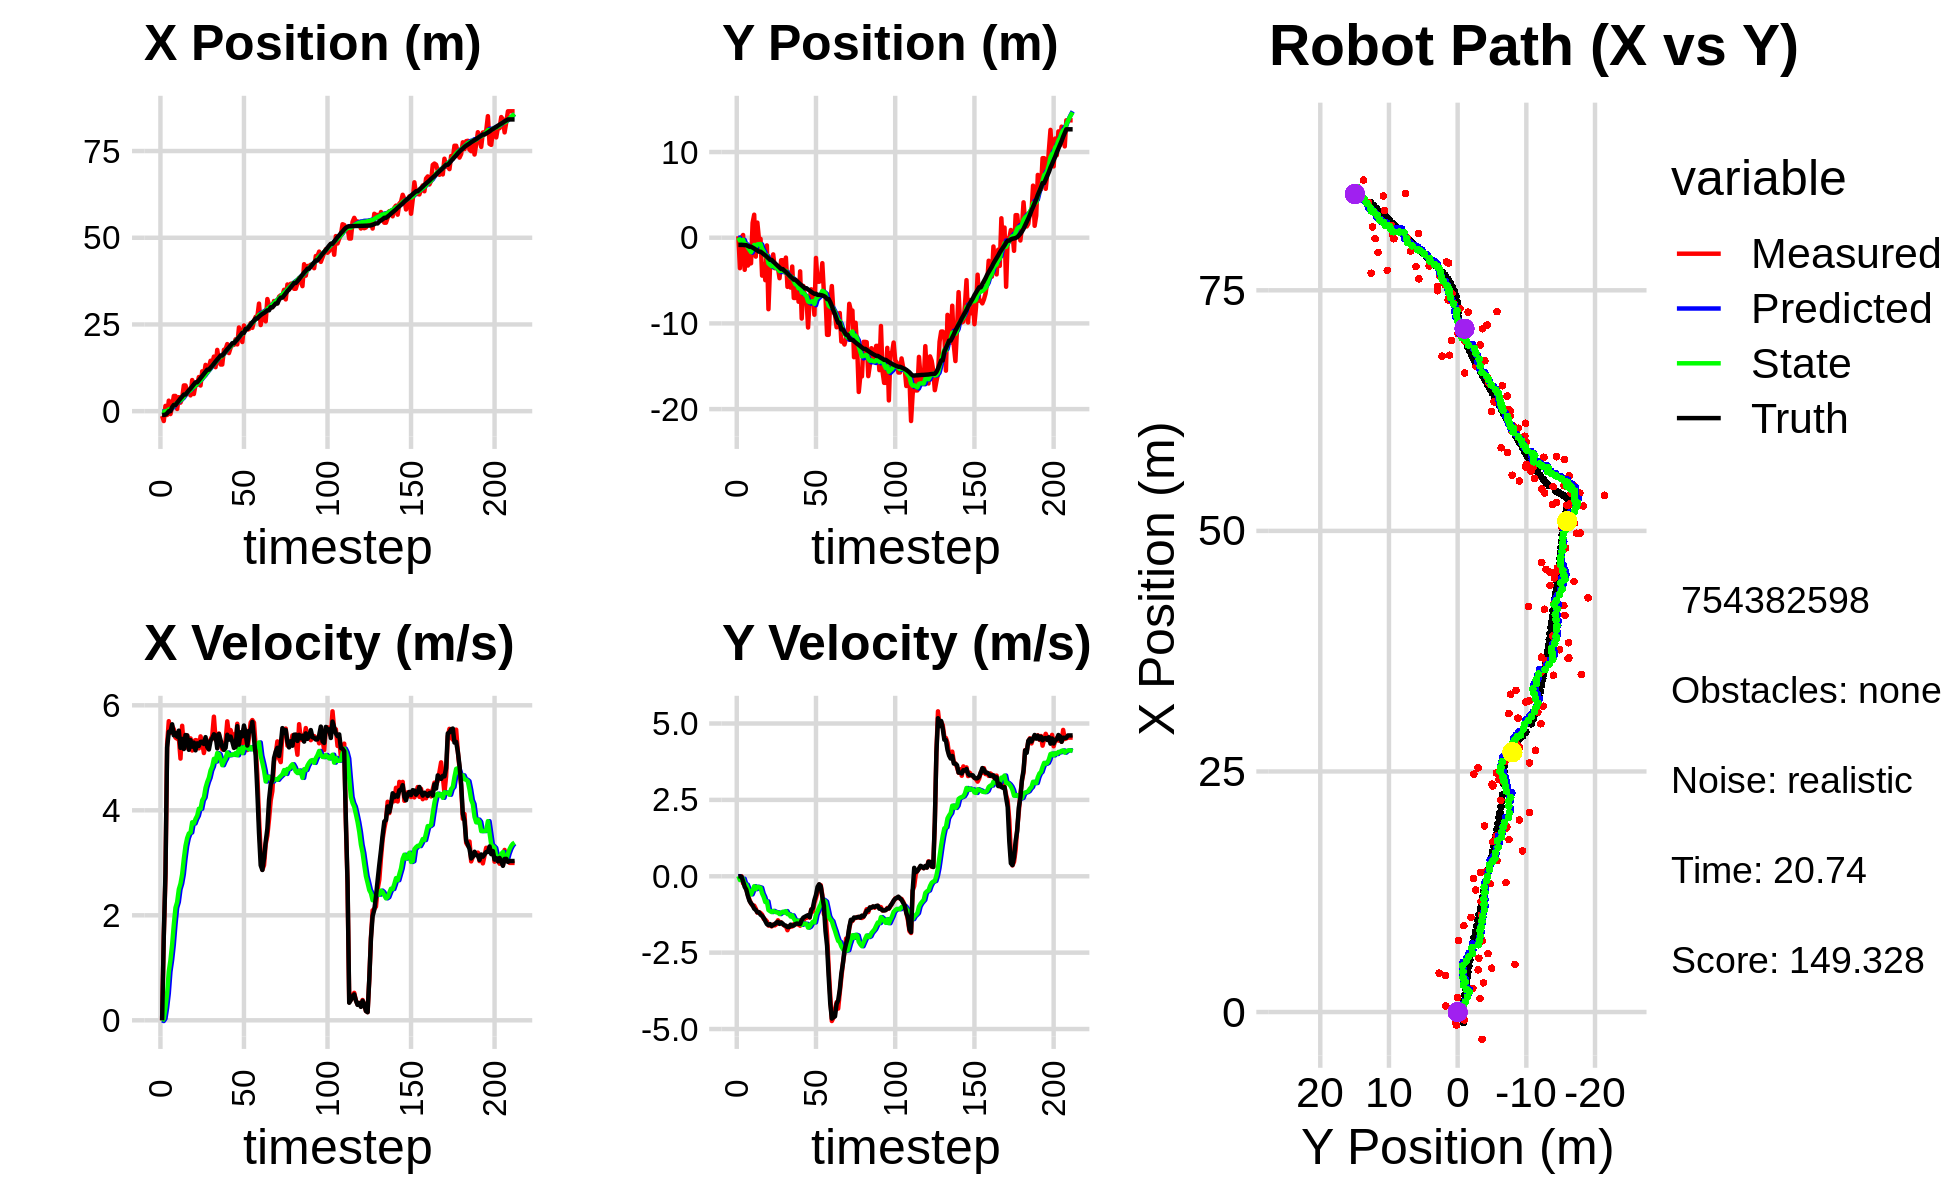 X Position (m)
75
50
25
0
0 50 100 150 200
timestep
Y Position (m)
10
0
-10
-20
0 50 100 150 200
timestep
X Velocity (m/s)
6
4
2
0
0 50 100 150 200
timestep
Y Velocity (m/s)
5.0
2.5
0.0
-2.5
-5.0
0 50 100 150 200
timestep
Robot Path (X vs Y)
X Position (m)
75
50
25
0
20 10 0 -10 -20
Y Position (m)
variable
Measured
Predicted
State
Truth
754382598
Obstacles: none
Noise: realistic
Time: 20.74
Score: 149.328